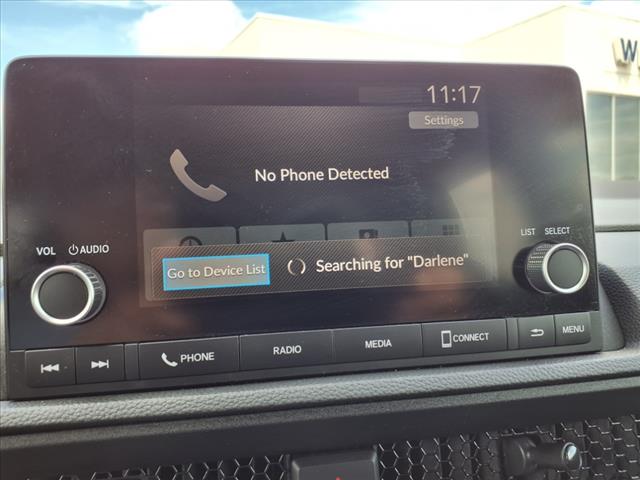 W
11:17
Settings
No Phone Detected
VOL AUDIO
LIST SELECT
Go to Device List Searching for "Darlene"
PHONE RADIO MEDIA CONNECT MENU